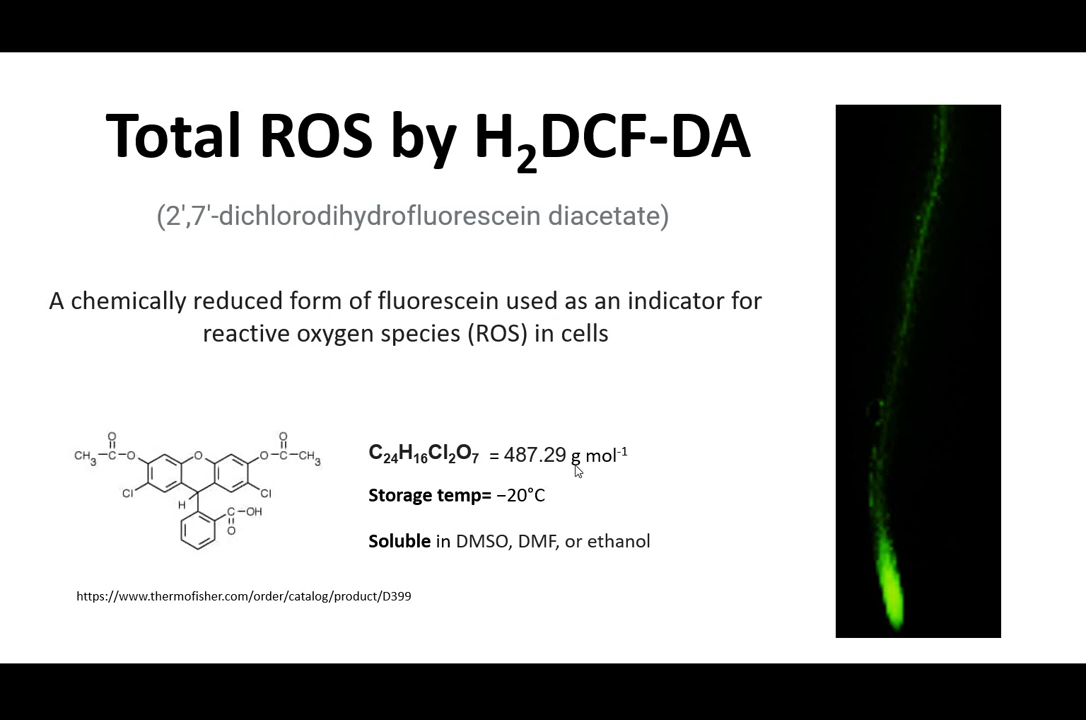 Total ROS by H₂DCF-DA
(2',7'-dichlorodihydrofluorescein diacetate)
A chemically reduced form of fluorescein used as an indicator for
reactive oxygen species (ROS) in cells
O
O
CH₃—C—O
O
O—C—CH₃
Cl
Cl
H
C—OH
O
C₂₄H₁₆Cl₂O₇ = 487.29 g mol⁻¹
Storage temp= −20°C
Soluble in DMSO, DMF, or ethanol
https://www.thermofisher.com/order/catalog/product/D399